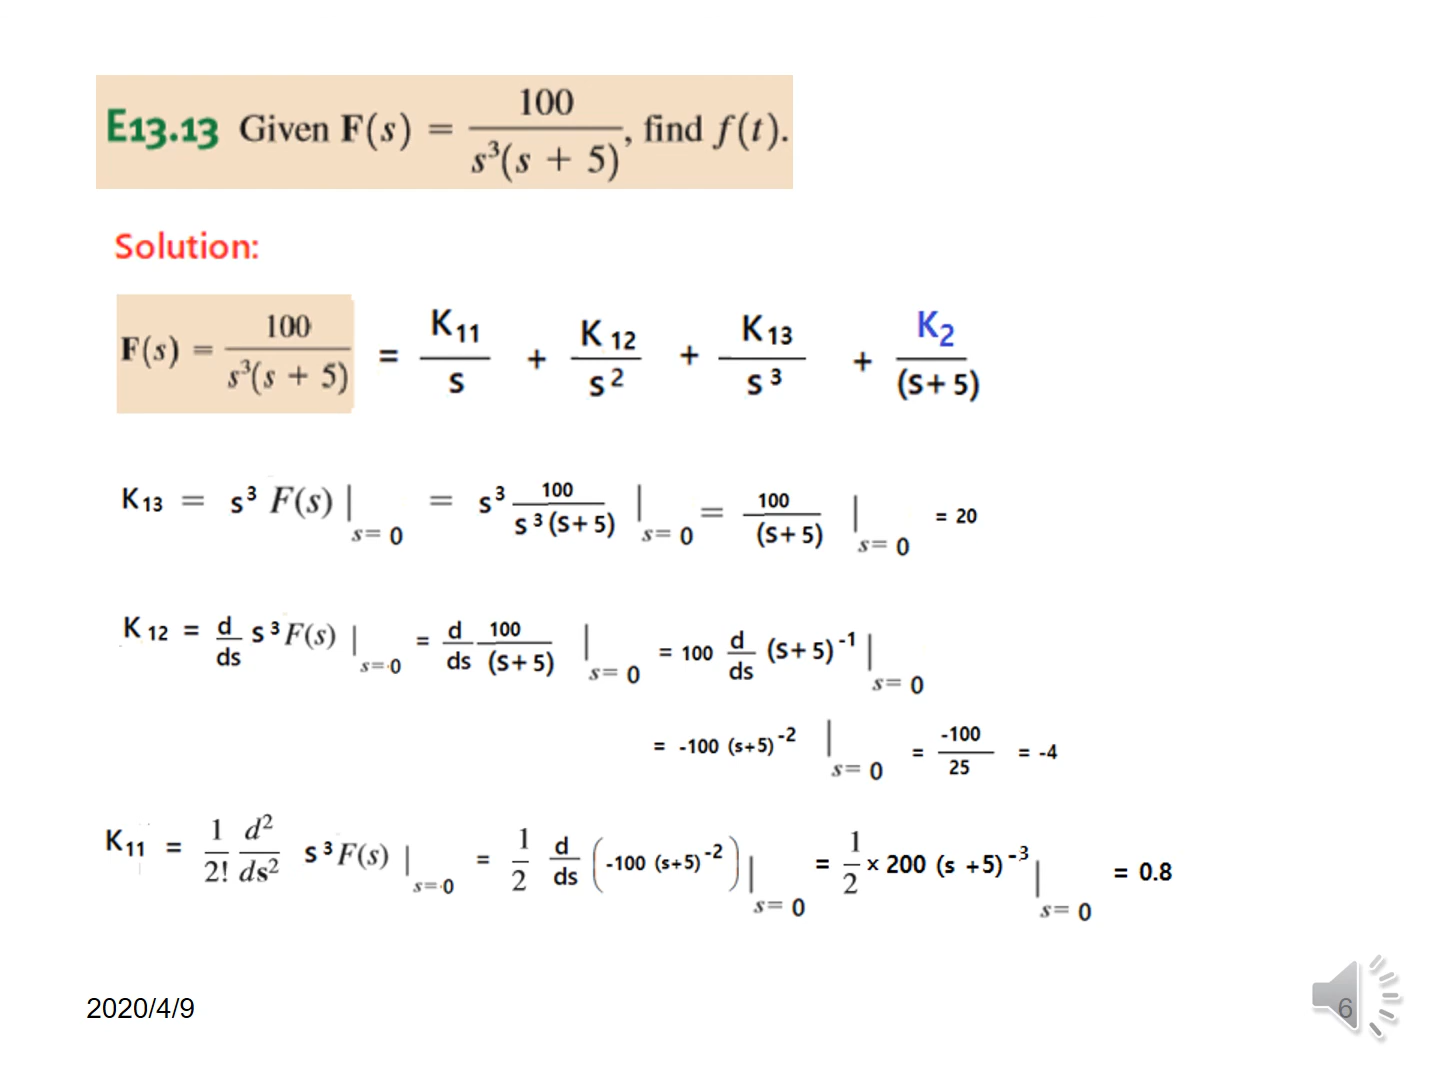 E13.13 Given F(s) = 100 / s³(s + 5), find f(t).
Solution:
F(s) = 100 / s³(s + 5) = K11 / s + K12 / s² + K13 / s³ + K2 / (s+5)
K13 = s³ F(s) | s=0 = s³ 100 / s³(s+5) | s=0 = 100 / (s+5) | s=0 = 20
K12 = d/ds s³F(s) | s=0 = d/ds 100 / (s+5) | s=0 = 100 d/ds (s+5)⁻¹ | s=0
= -100 (s+5)⁻² | s=0 = -100 / 25 = -4
K11 = 1/2! d²/ds² s³F(s) | s=0 = 1/2 d/ds (-100 (s+5)⁻²) | s=0 = 1/2 x 200 (s +5)⁻³ | s=0 = 0.8
2020/4/9
6